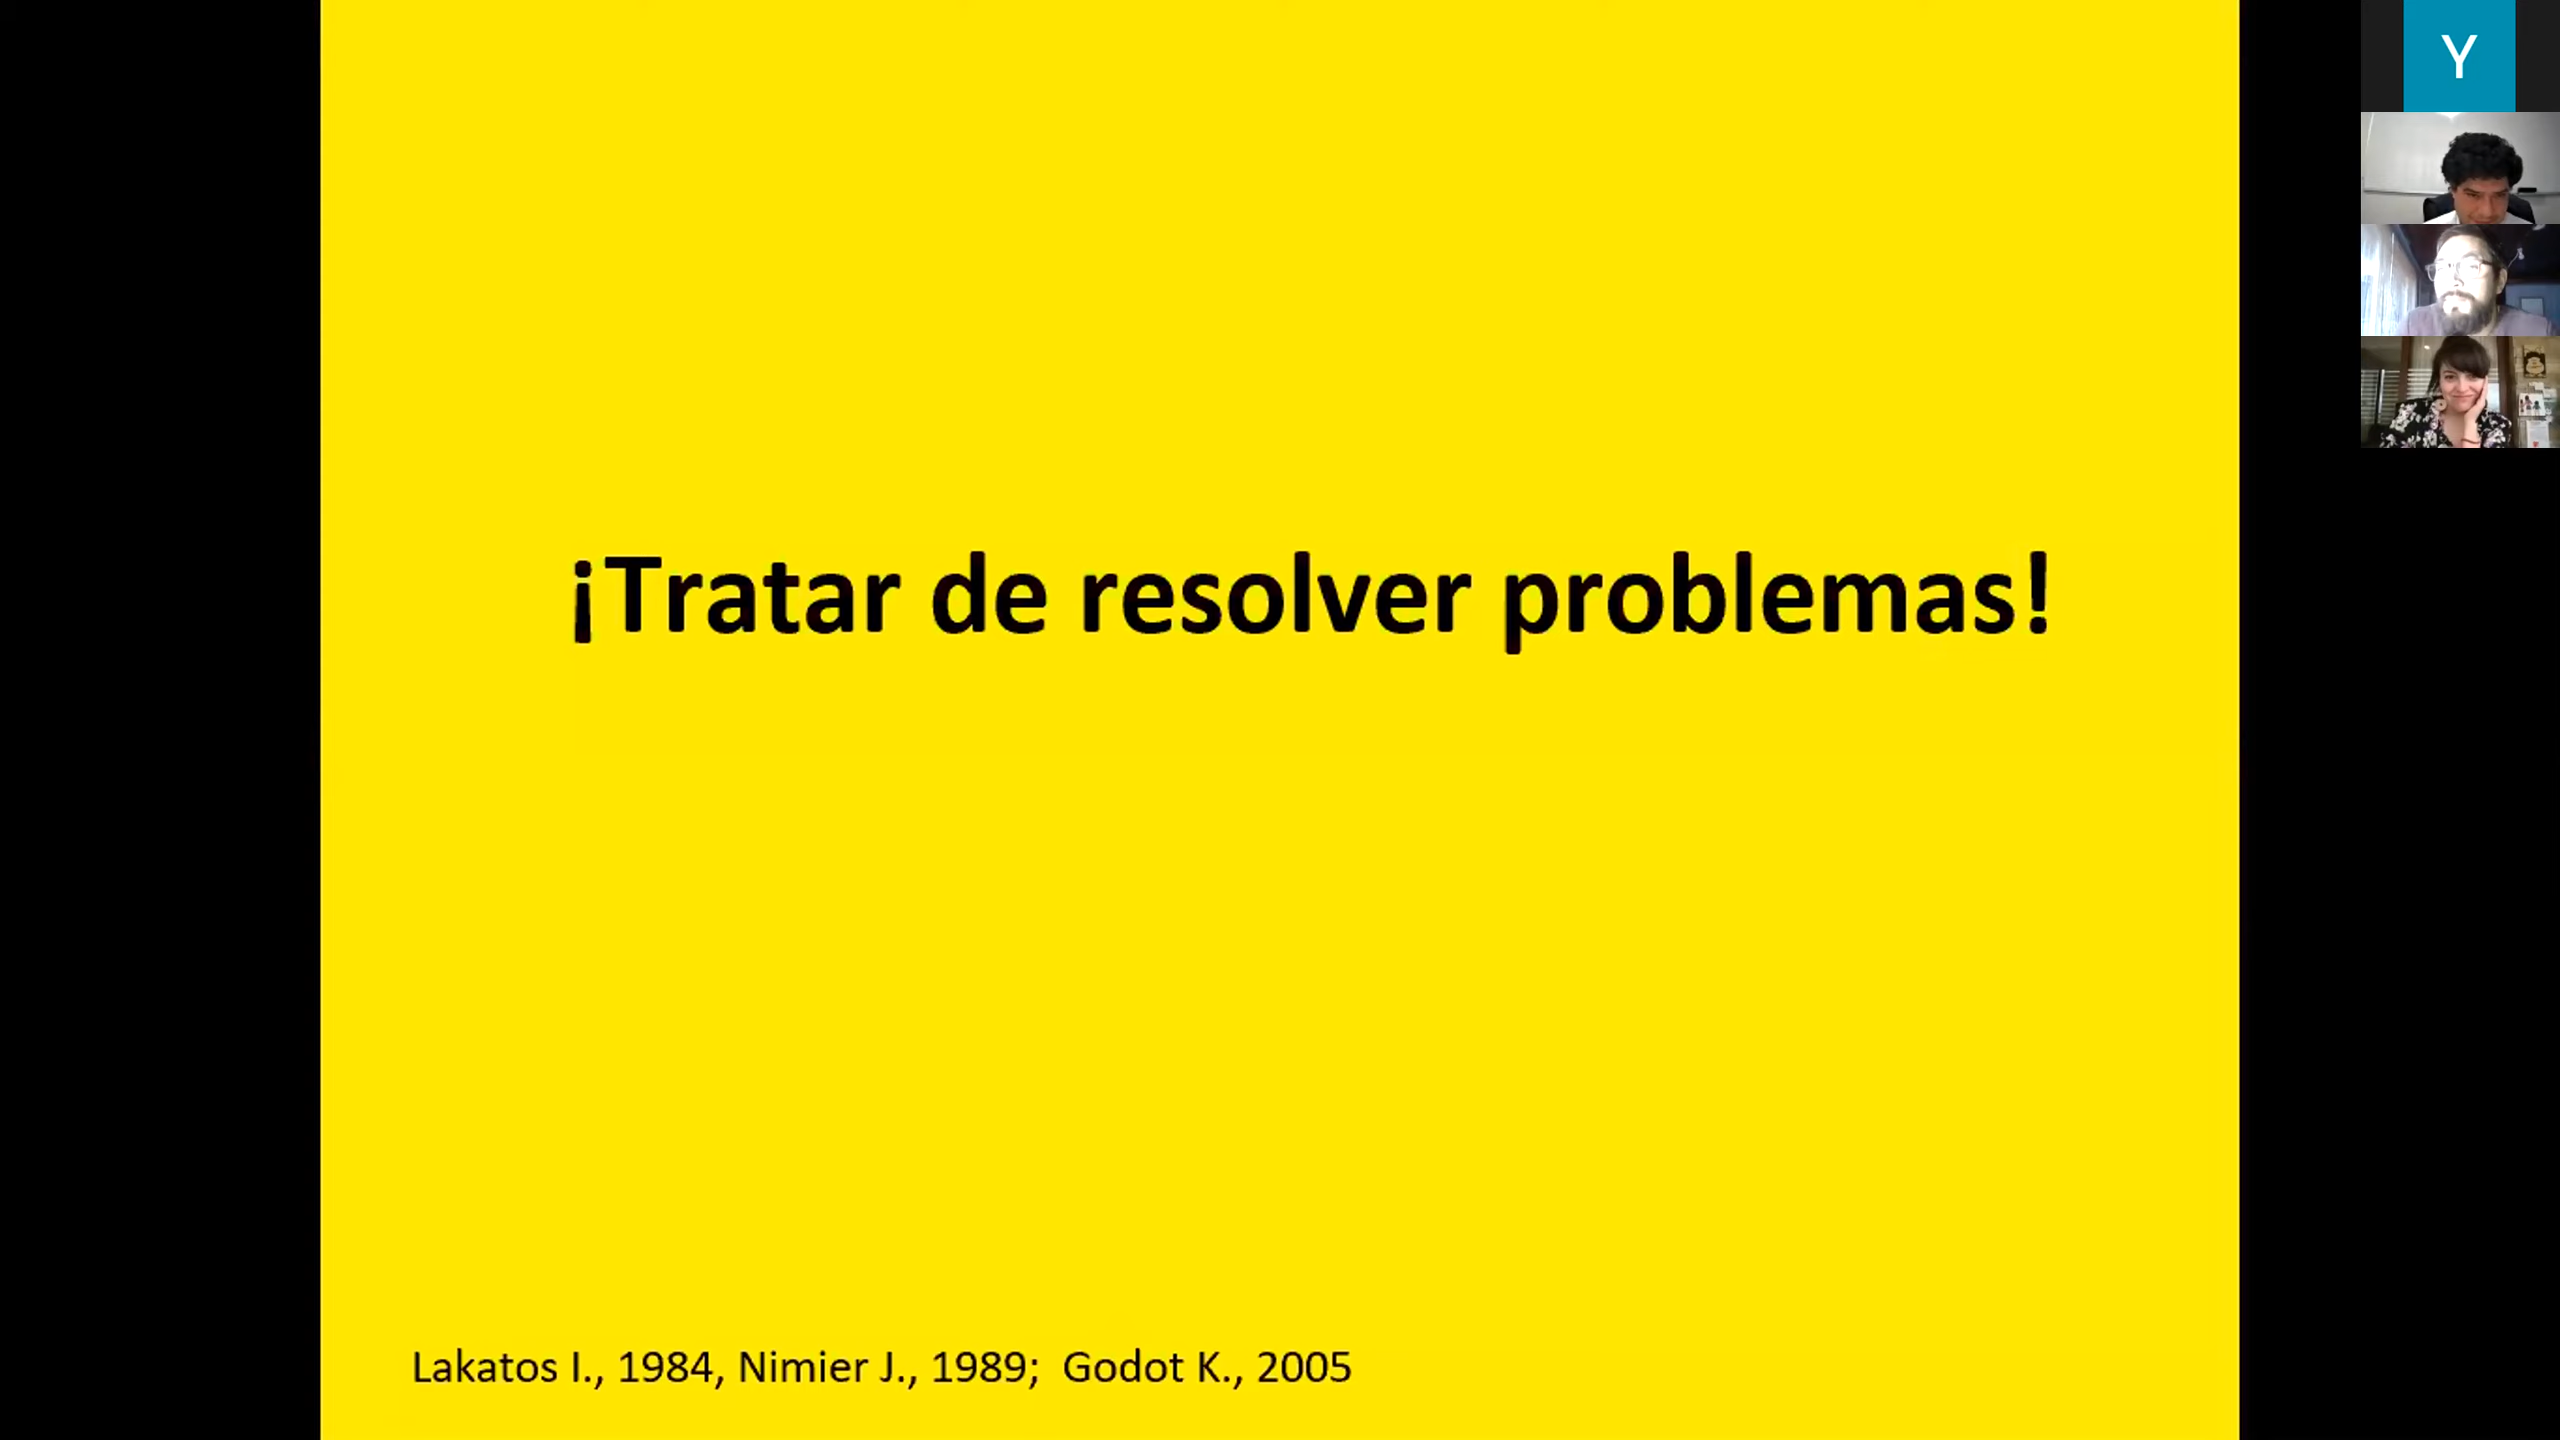 Y
¡Tratar de resolver problemas!
Lakatos I., 1984, Nimier J., 1989;  Godot K., 2005